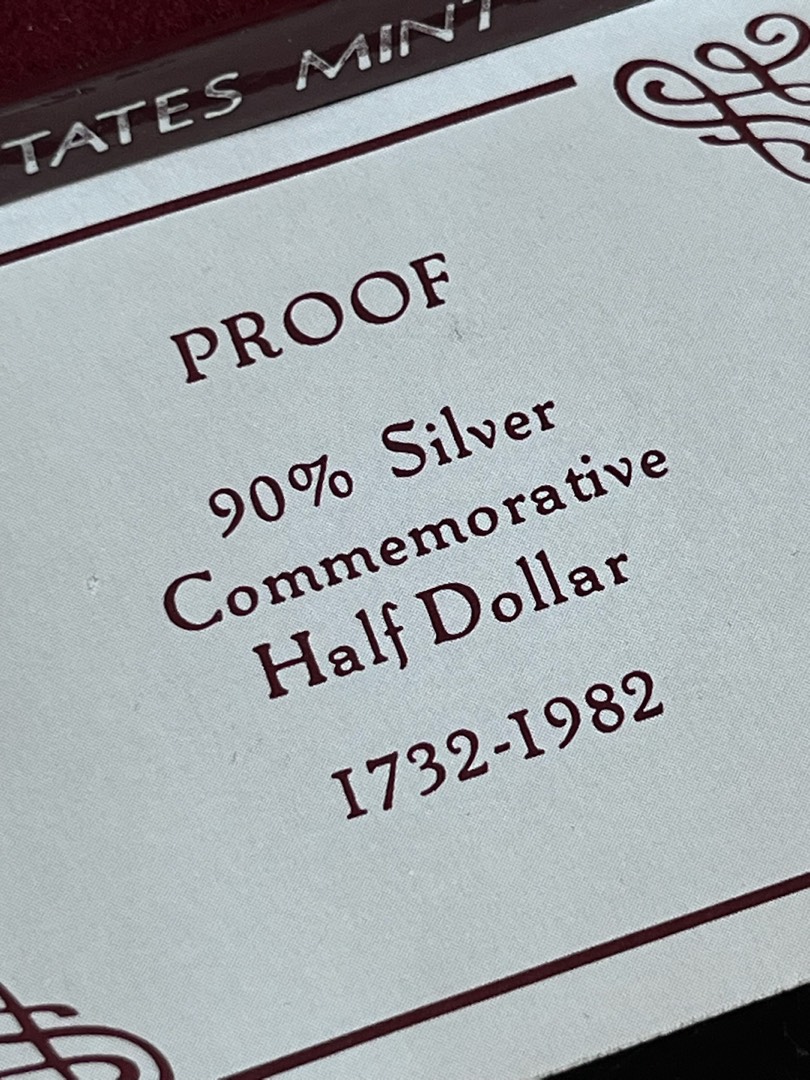 TATES MINT
PROOF
90% Silver
Commemorative
Half Dollar
1732-1982